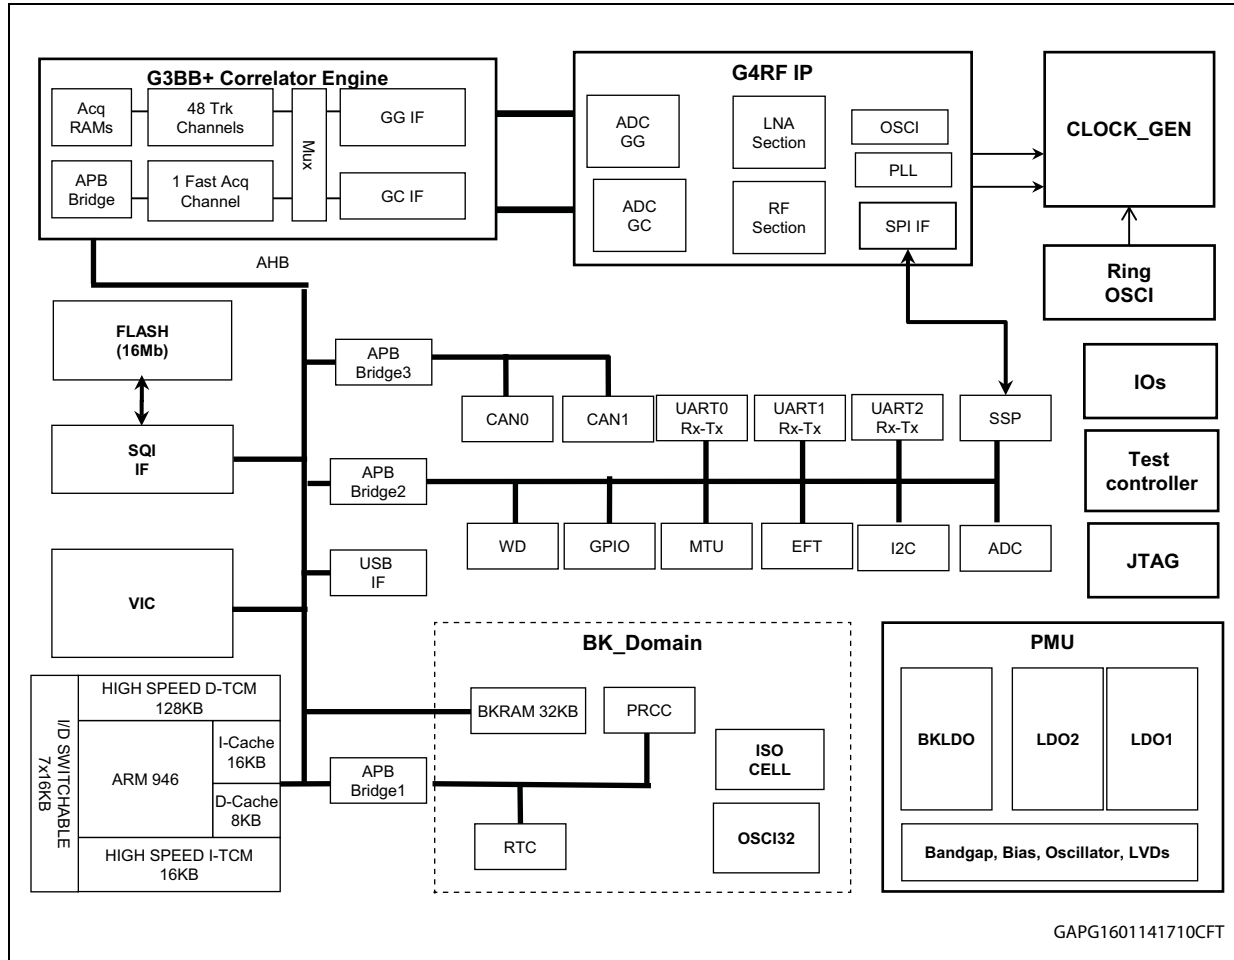 G3BB+ Correlator Engine
Acq
RAMs
48 Trk
Channels
Mux
GG IF
APB
Bridge
1 Fast Acq
Channel
GC IF
G4RF IP
ADC
GG
LNA
Section
OSCI
PLL
ADC
GC
RF
Section
SPI IF
CLOCK_GEN
Ring
OSCI
AHB
FLASH
(16Mb)
SQI
IF
APB
Bridge3
CAN0
CAN1
UART0
Rx-Tx
UART1
Rx-Tx
UART2
Rx-Tx
SSP
IOs
Test
controller
JTAG
APB
Bridge2
WD
GPIO
MTU
EFT
I2C
ADC
VIC
USB
IF
BK_Domain
BKRAM 32KB
PRCC
ISO
CELL
OSCI32
RTC
APB
Bridge1
I/D SWITCHABLE
7x16KB
HIGH SPEED D-TCM
128KB
ARM 946
I-Cache
16KB
D-Cache
8KB
HIGH SPEED I-TCM
16KB
PMU
BKLDO
LDO2
LDO1
Bandgap, Bias, Oscillator, LVDs
GAPG1601141710CFT